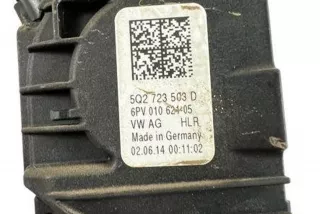 5Q2 723 503 D
6PV 010 624-05
VW AG HLR
Made in Germany
02.06.14 00:11:02